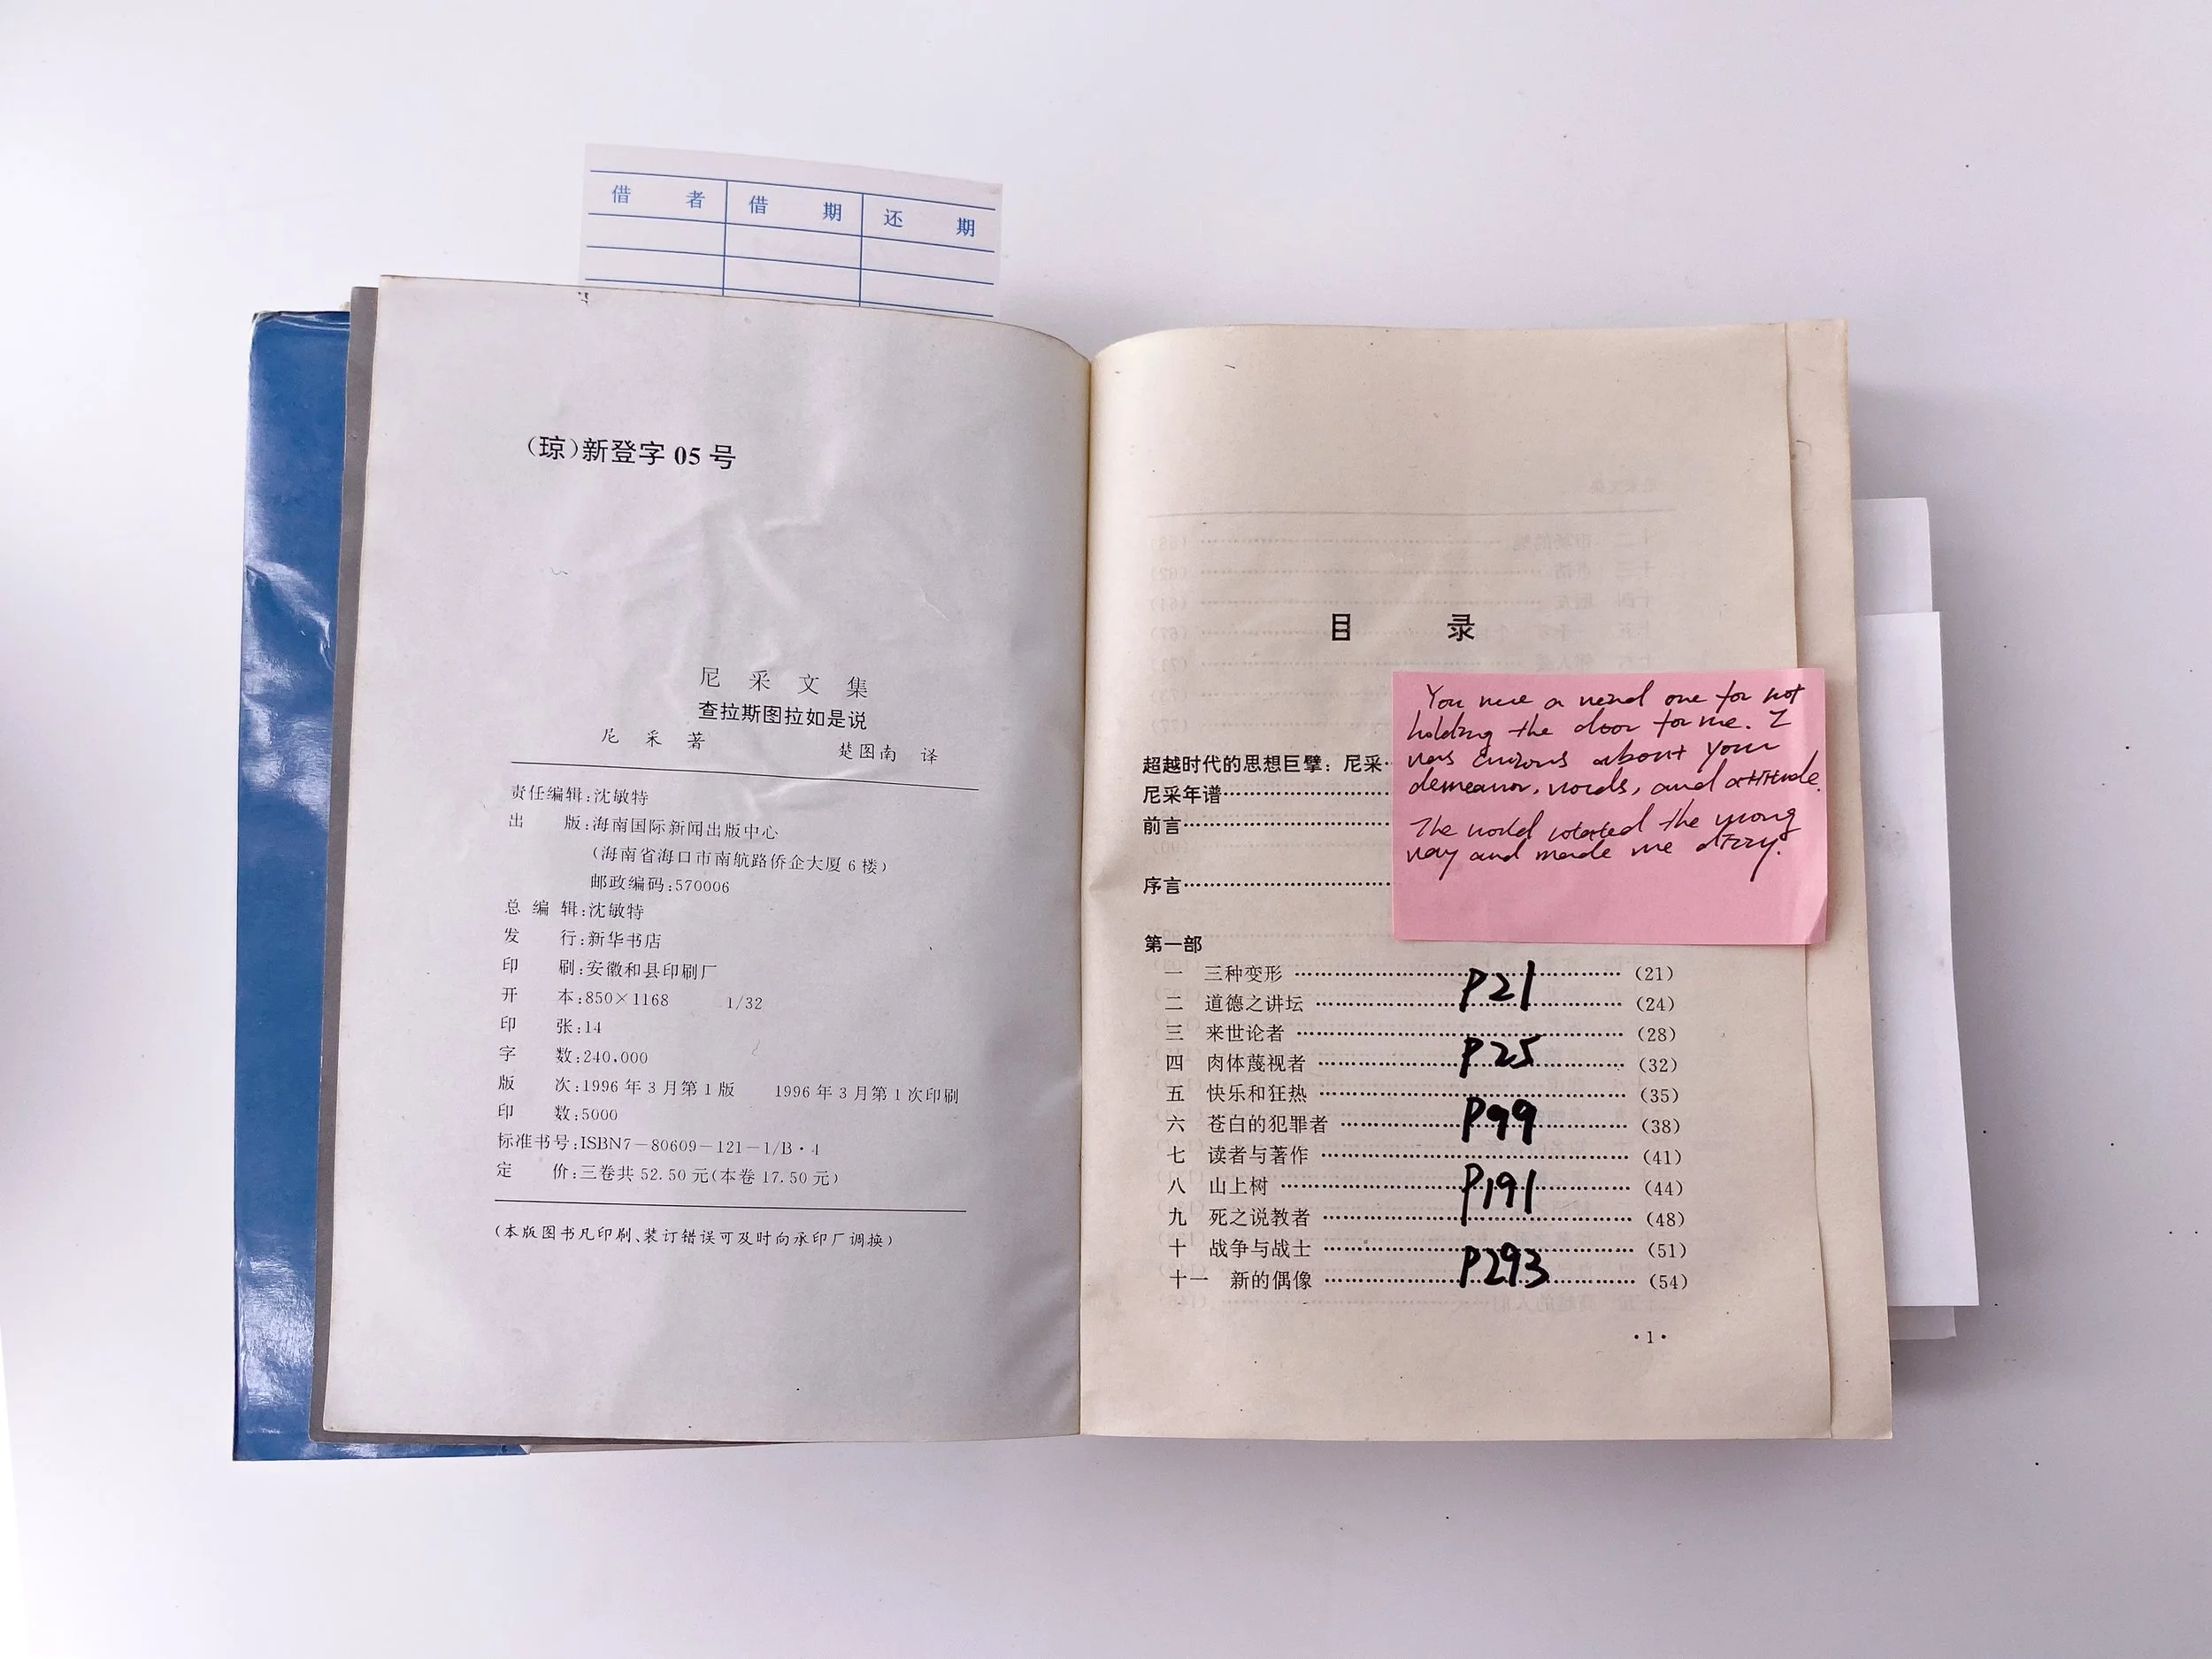 借 者 借 期 还 期
（琼）新登字 05 号
尼 采 文 集
查拉斯图拉如是说
尼 采 著 楚图南 译
责任编辑:沈敏特
出 版:海南国际新闻出版中心
(海南省海口市南航路侨企大厦 6 楼)
邮政编码:570006
总 编 辑:沈敏特
发 行:新华书店
印 刷:安徽和县印刷厂
开 本:850×1168 1/32
印 张:14
字 数:240,000
版 次:1996 年 3 月第 1 版 1996 年 3 月第 1 次印刷
印 数:5000
标准书号:ISBN7－80609－121－1/B·4
定 价:三卷共 52.50 元(本卷 17.50 元)
(本版图书凡印刷、装订错误可及时向承印厂调换)
目 录
You were a weird one for not
holding the door for me. I
was curious about your
demeanor, words, and attitude.
The world rotated the wrong
way and made me dizzy.
超越时代的思想巨擘：尼采
尼采年谱
前言
序言
第一部
一 三种变形 (21)
P21
二 道德之讲坛 (24)
三 来世论者 (28)
P25
四 肉体蔑视者 (32)
五 快乐和狂热 (35)
P99
六 苍白的犯罪者 (38)
七 读者与著作 (41)
八 山上树 (44)
P191
九 死之说教者 (48)
十 战争与战士 (51)
P293
十一 新的偶像 (54)
·1·